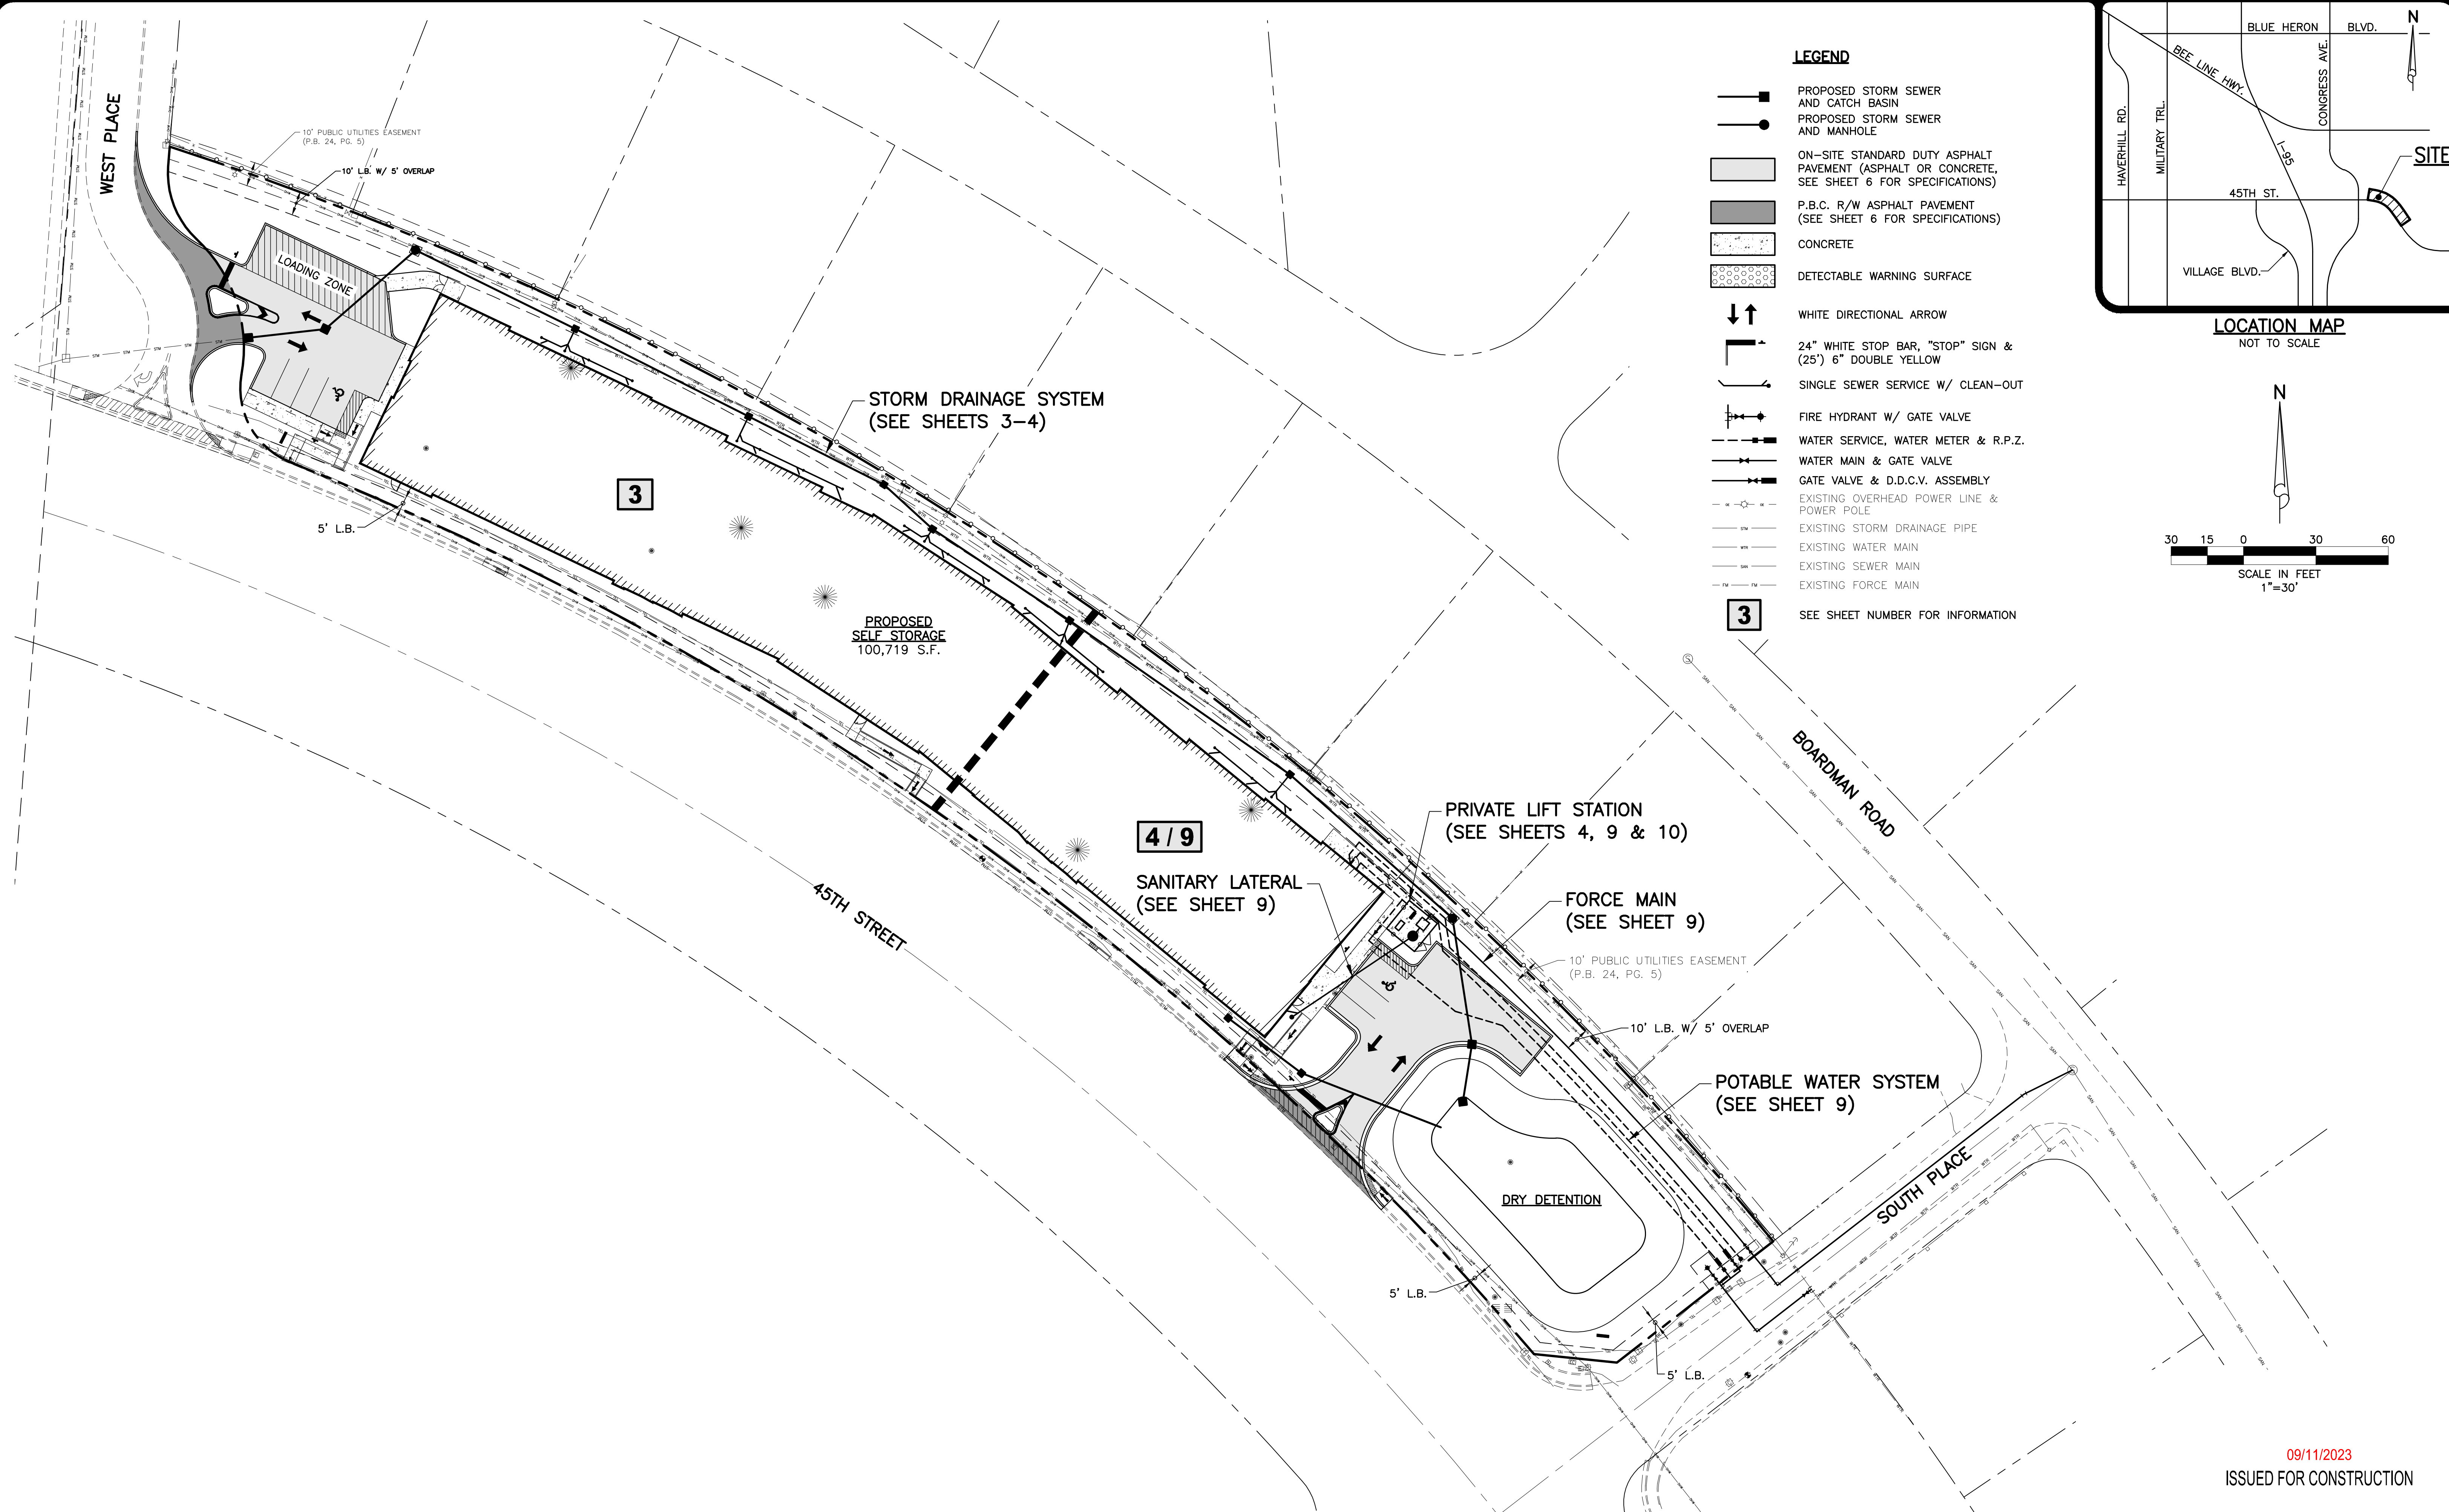 WEST PLACE
10' PUBLIC UTILITIES EASEMENT
(P.B. 24, PG. 5)
10' L.B. W/ 5' OVERLAP
LOADING ZONE
STORM DRAINAGE SYSTEM
(SEE SHEETS 3-4)
3
5' L.B.
PROPOSED
SELF STORAGE
100,719 S.F.
4 / 9
PRIVATE LIFT STATION
(SEE SHEETS 4, 9 & 10)
SANITARY LATERAL
(SEE SHEET 9)
FORCE MAIN
(SEE SHEET 9)
10' PUBLIC UTILITIES EASEMENT
(P.B. 24, PG. 5)
45TH STREET
10' L.B. W/ 5' OVERLAP
POTABLE WATER SYSTEM
(SEE SHEET 9)
BOARDMAN ROAD
SOUTH PLACE
DRY DETENTION
5' L.B.
5' L.B.
LEGEND
PROPOSED STORM SEWER
AND CATCH BASIN
PROPOSED STORM SEWER
AND MANHOLE
ON-SITE STANDARD DUTY ASPHALT
PAVEMENT (ASPHALT OR CONCRETE,
SEE SHEET 6 FOR SPECIFICATIONS)
P.B.C. R/W ASPHALT PAVEMENT
(SEE SHEET 6 FOR SPECIFICATIONS)
CONCRETE
DETECTABLE WARNING SURFACE
WHITE DIRECTIONAL ARROW
24" WHITE STOP BAR, "STOP" SIGN &
(25') 6" DOUBLE YELLOW
SINGLE SEWER SERVICE W/ CLEAN-OUT
FIRE HYDRANT W/ GATE VALVE
WATER SERVICE, WATER METER & R.P.Z.
WATER MAIN & GATE VALVE
GATE VALVE & D.D.C.V. ASSEMBLY
EXISTING OVERHEAD POWER LINE &
POWER POLE
STM EXISTING STORM DRAINAGE PIPE
WTR EXISTING WATER MAIN
SAN EXISTING SEWER MAIN
FM FM EXISTING FORCE MAIN
3 SEE SHEET NUMBER FOR INFORMATION
BLUE HERON BLVD.
N
BEE LINE HWY.
CONGRESS AVE.
HAVERHILL RD.
MILITARY TRL.
I-95
SITE
45TH ST.
VILLAGE BLVD.
LOCATION MAP
NOT TO SCALE
N
30 15 0 30 60
SCALE IN FEET
1"=30'
09/11/2023
ISSUED FOR CONSTRUCTION